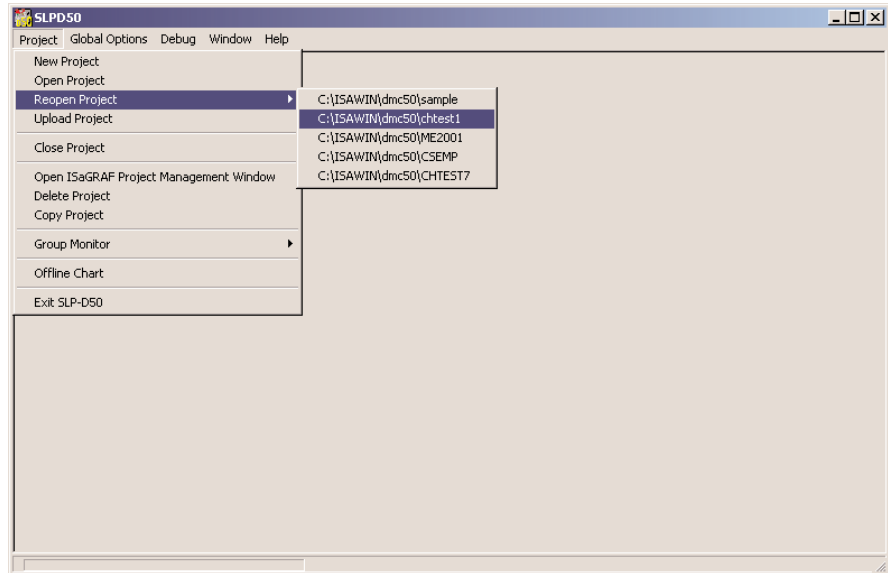 SLPD50
Project Global Options Debug Window Help
New Project
Open Project
Reopen Project
Upload Project
Close Project
Open ISaGRAF Project Management Window
Delete Project
Copy Project
Group Monitor
Offline Chart
Exit SLP-D50
C:\ISAWIN\dmc50\sample
C:\ISAWIN\dmc50\chtest1
C:\ISAWIN\dmc50\ME2001
C:\ISAWIN\dmc50\CSEMP
C:\ISAWIN\dmc50\CHTEST7